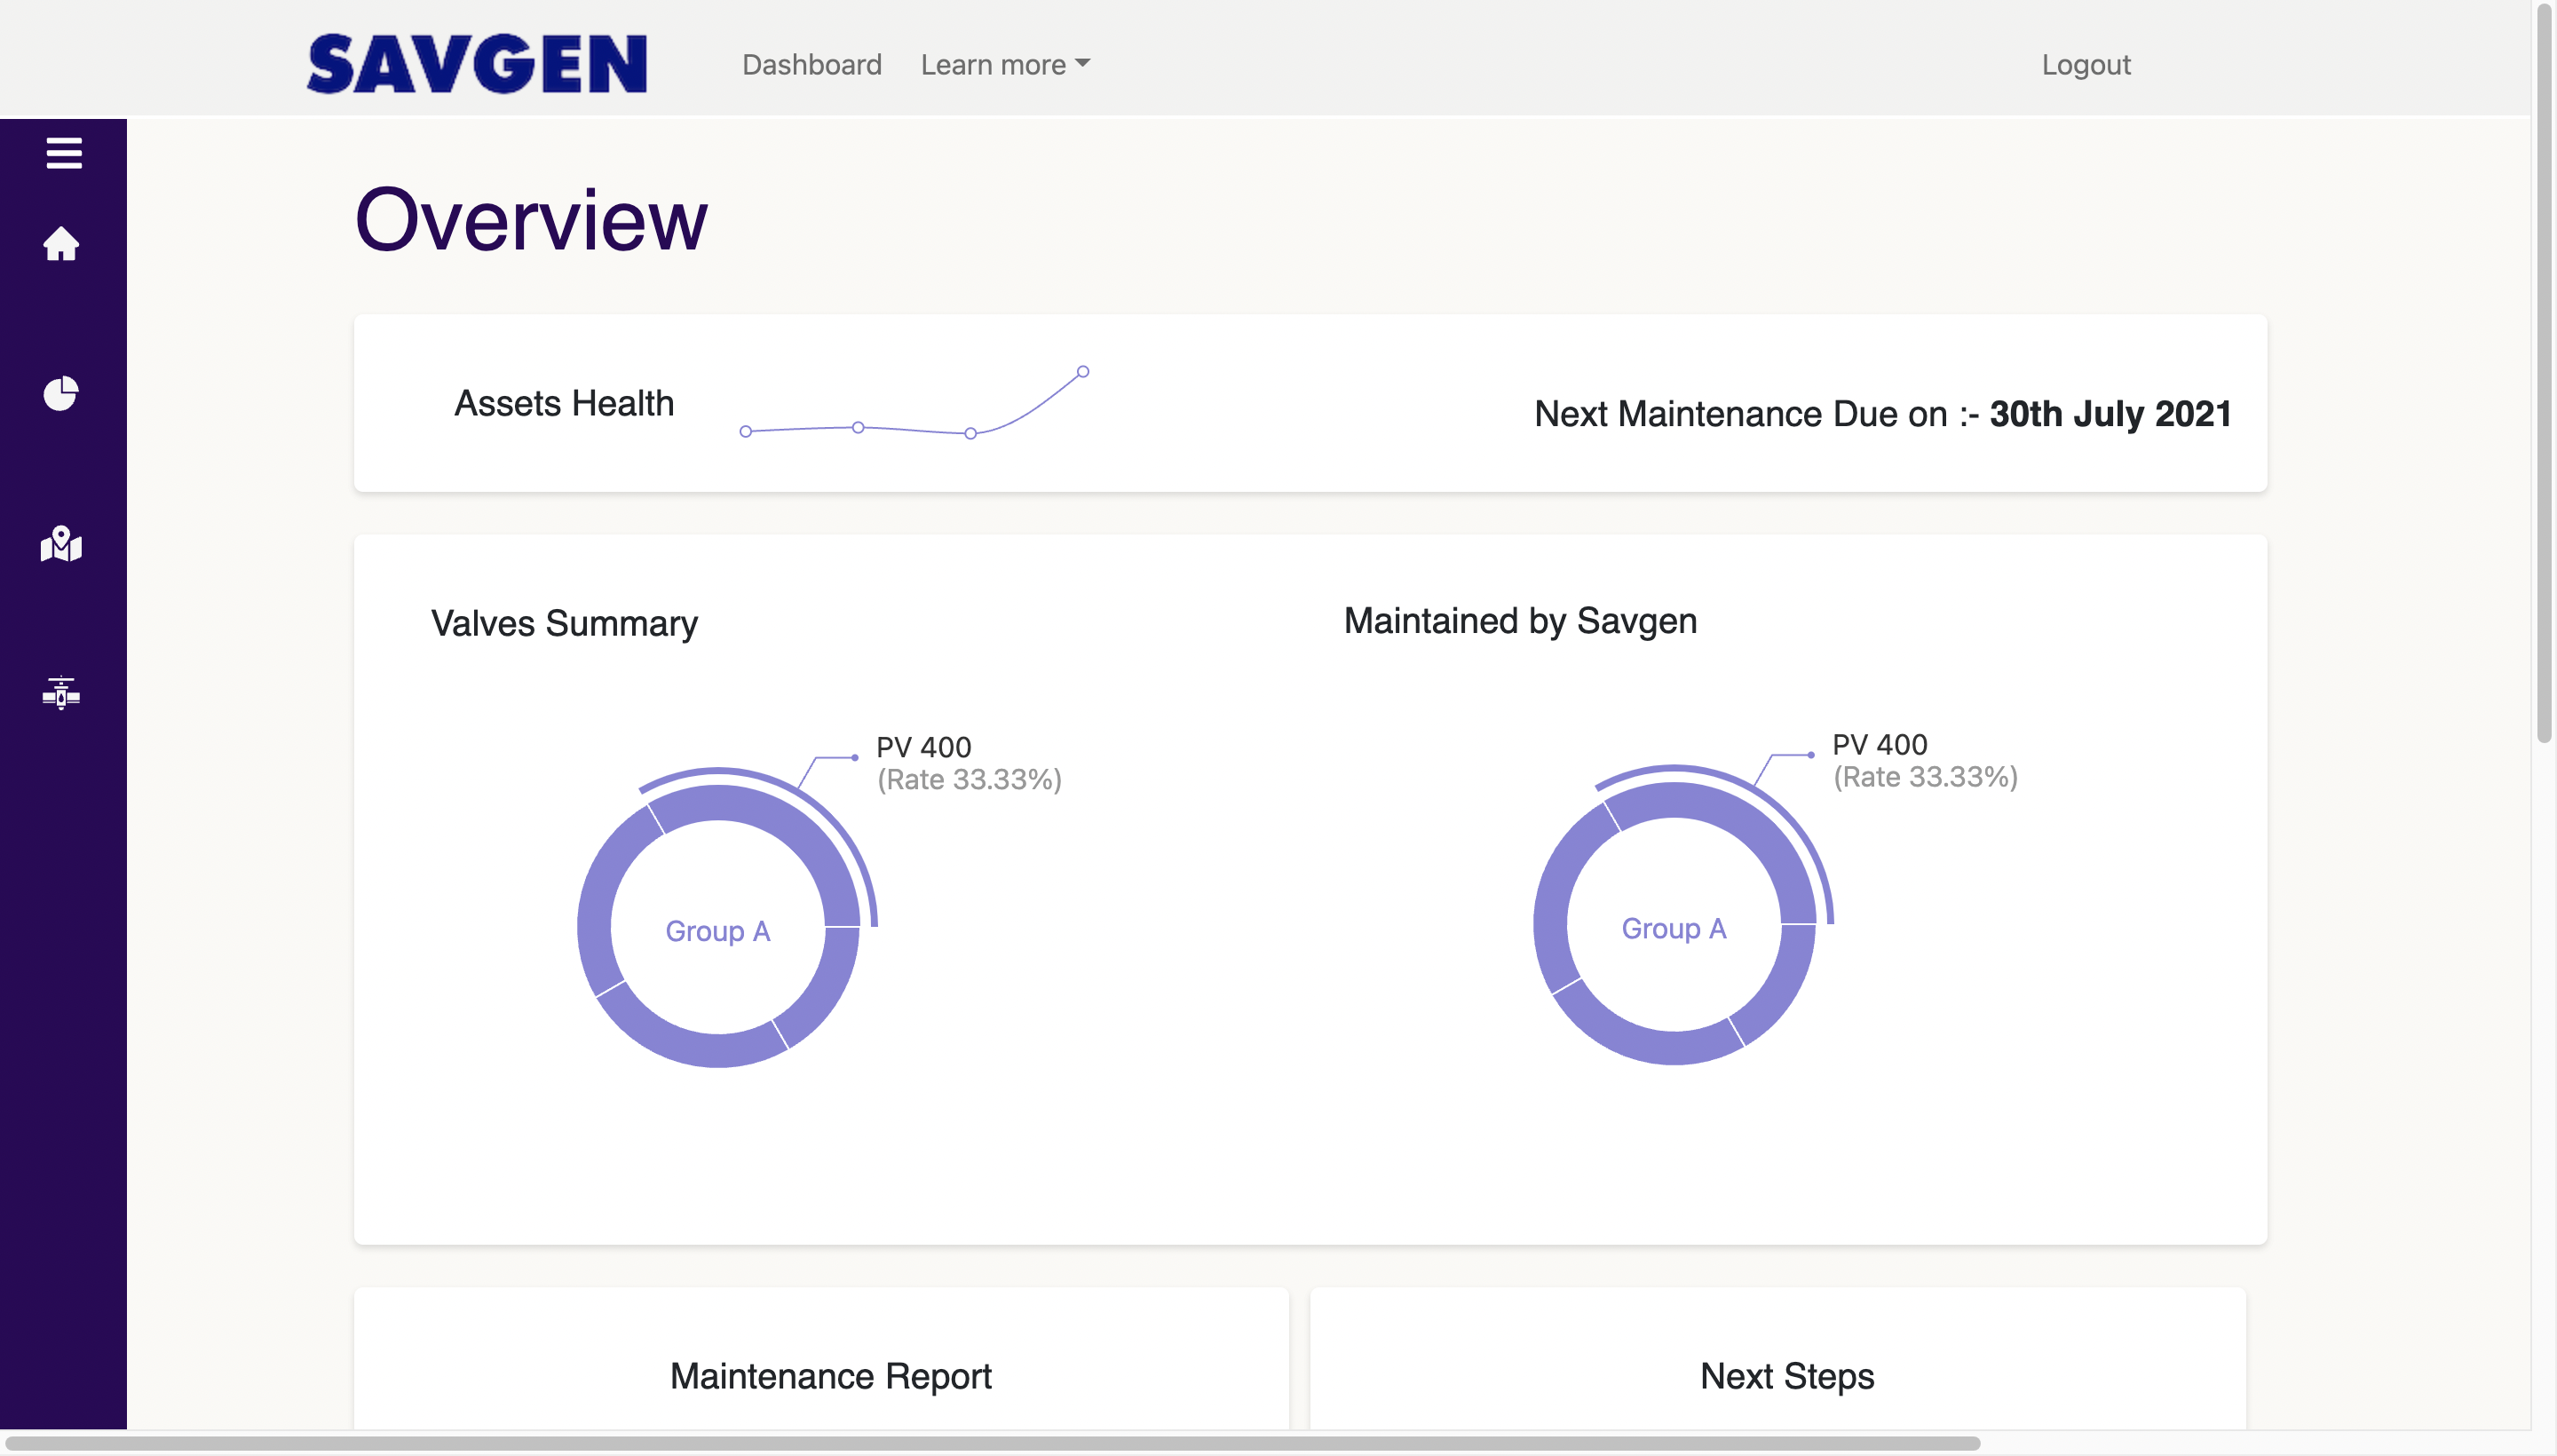 SAVGEN
Dashboard
Learn more
Logout
Overview
Assets Health
Next Maintenance Due on :- 30th July 2021
Valves Summary
PV 400
(Rate 33.33%)
Group A
Maintained by Savgen
PV 400
(Rate 33.33%)
Group A
Maintenance Report
Next Steps